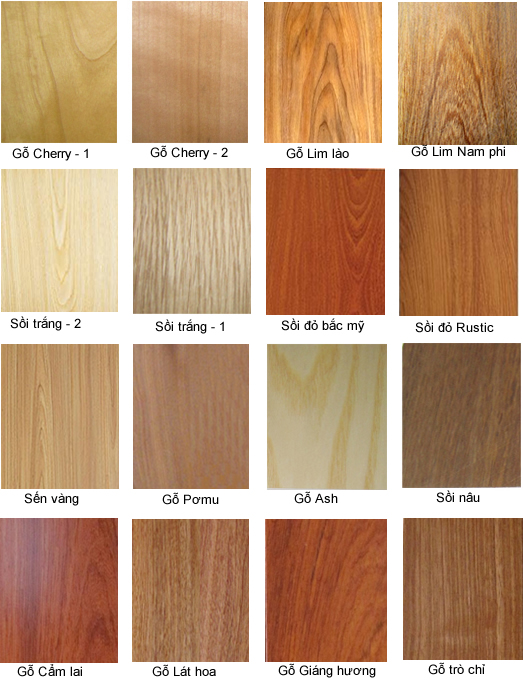 Gỗ Cherry - 1
Gỗ Cherry - 2
Gỗ Lim lào
Gỗ Lim Nam phi
Sồi trắng - 2
Sồi trắng - 1
Sồi đỏ bắc mỹ
Sồi đỏ Rustic
Sến vàng
Gỗ Pơmu
Gỗ Ash
Sồi nâu
Gỗ Cẩm lai
Gỗ Lát hoa
Gỗ Giáng hương
Gỗ trò chỉ